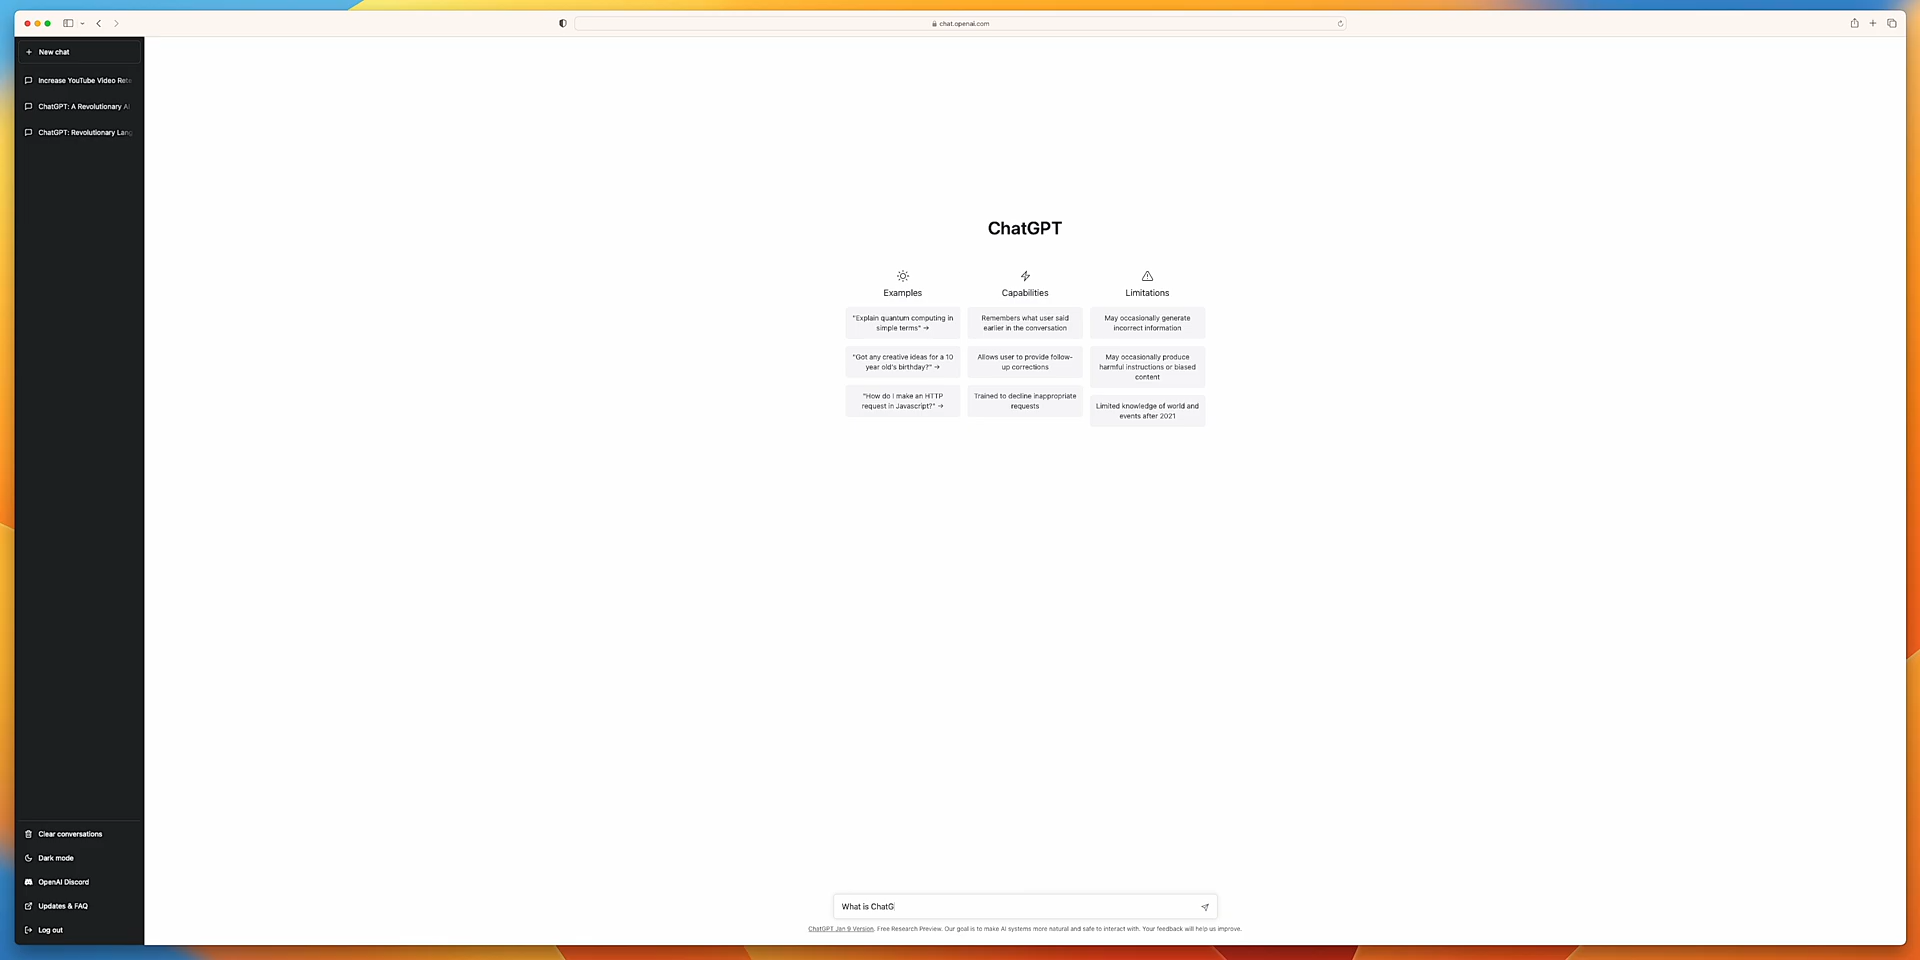 chat.openai.com
New chat
Increase YouTube Video Rete
ChatGPT: A Revolutionary AI
ChatGPT: Revolutionary Lang
ChatGPT
Examples
Capabilities
Limitations
"Explain quantum computing in
simple terms" →
Remembers what user said
earlier in the conversation
May occasionally generate
incorrect information
"Got any creative ideas for a 10
year old's birthday?" →
Allows user to provide follow-
up corrections
May occasionally produce
harmful instructions or biased
content
"How do I make an HTTP
request in Javascript?" →
Trained to decline inappropriate
requests
Limited knowledge of world and
events after 2021
Clear conversations
Dark mode
OpenAI Discord
Updates & FAQ
Log out
What is ChatG
ChatGPT Jan 9 Version. Free Research Preview. Our goal is to make AI systems more natural and safe to interact with. Your feedback will help us improve.